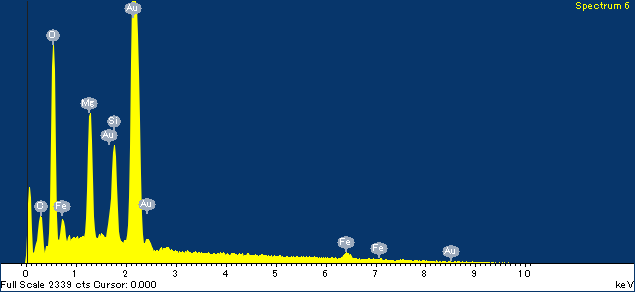 Spectrum 6
Au
O
Mg
Si
Au
O Fe
Au
Fe Fe Au
0 1 2 3 4 5 6 7 8 9 10
Full Scale 2339 cts Cursor: 0.000 keV